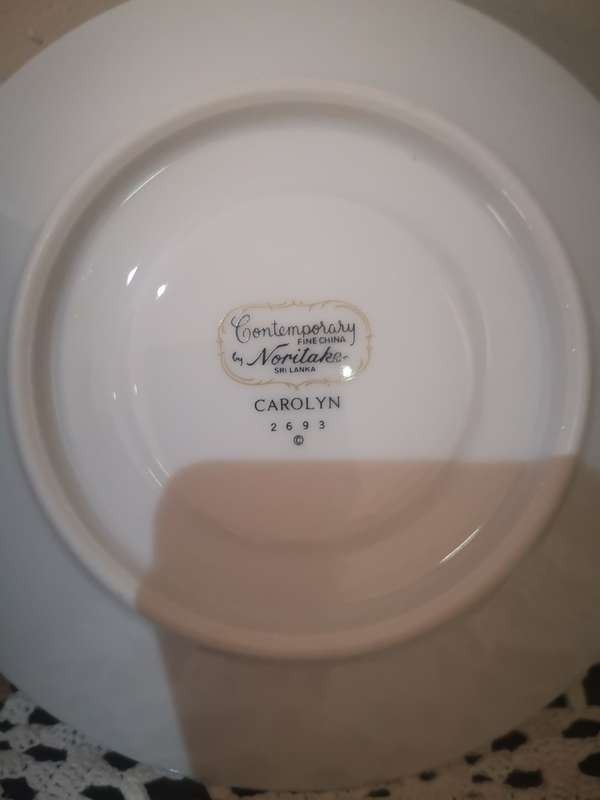 Contemporary
FINE CHINA
by Noritake
SRI LANKA
CAROLYN
2693
©